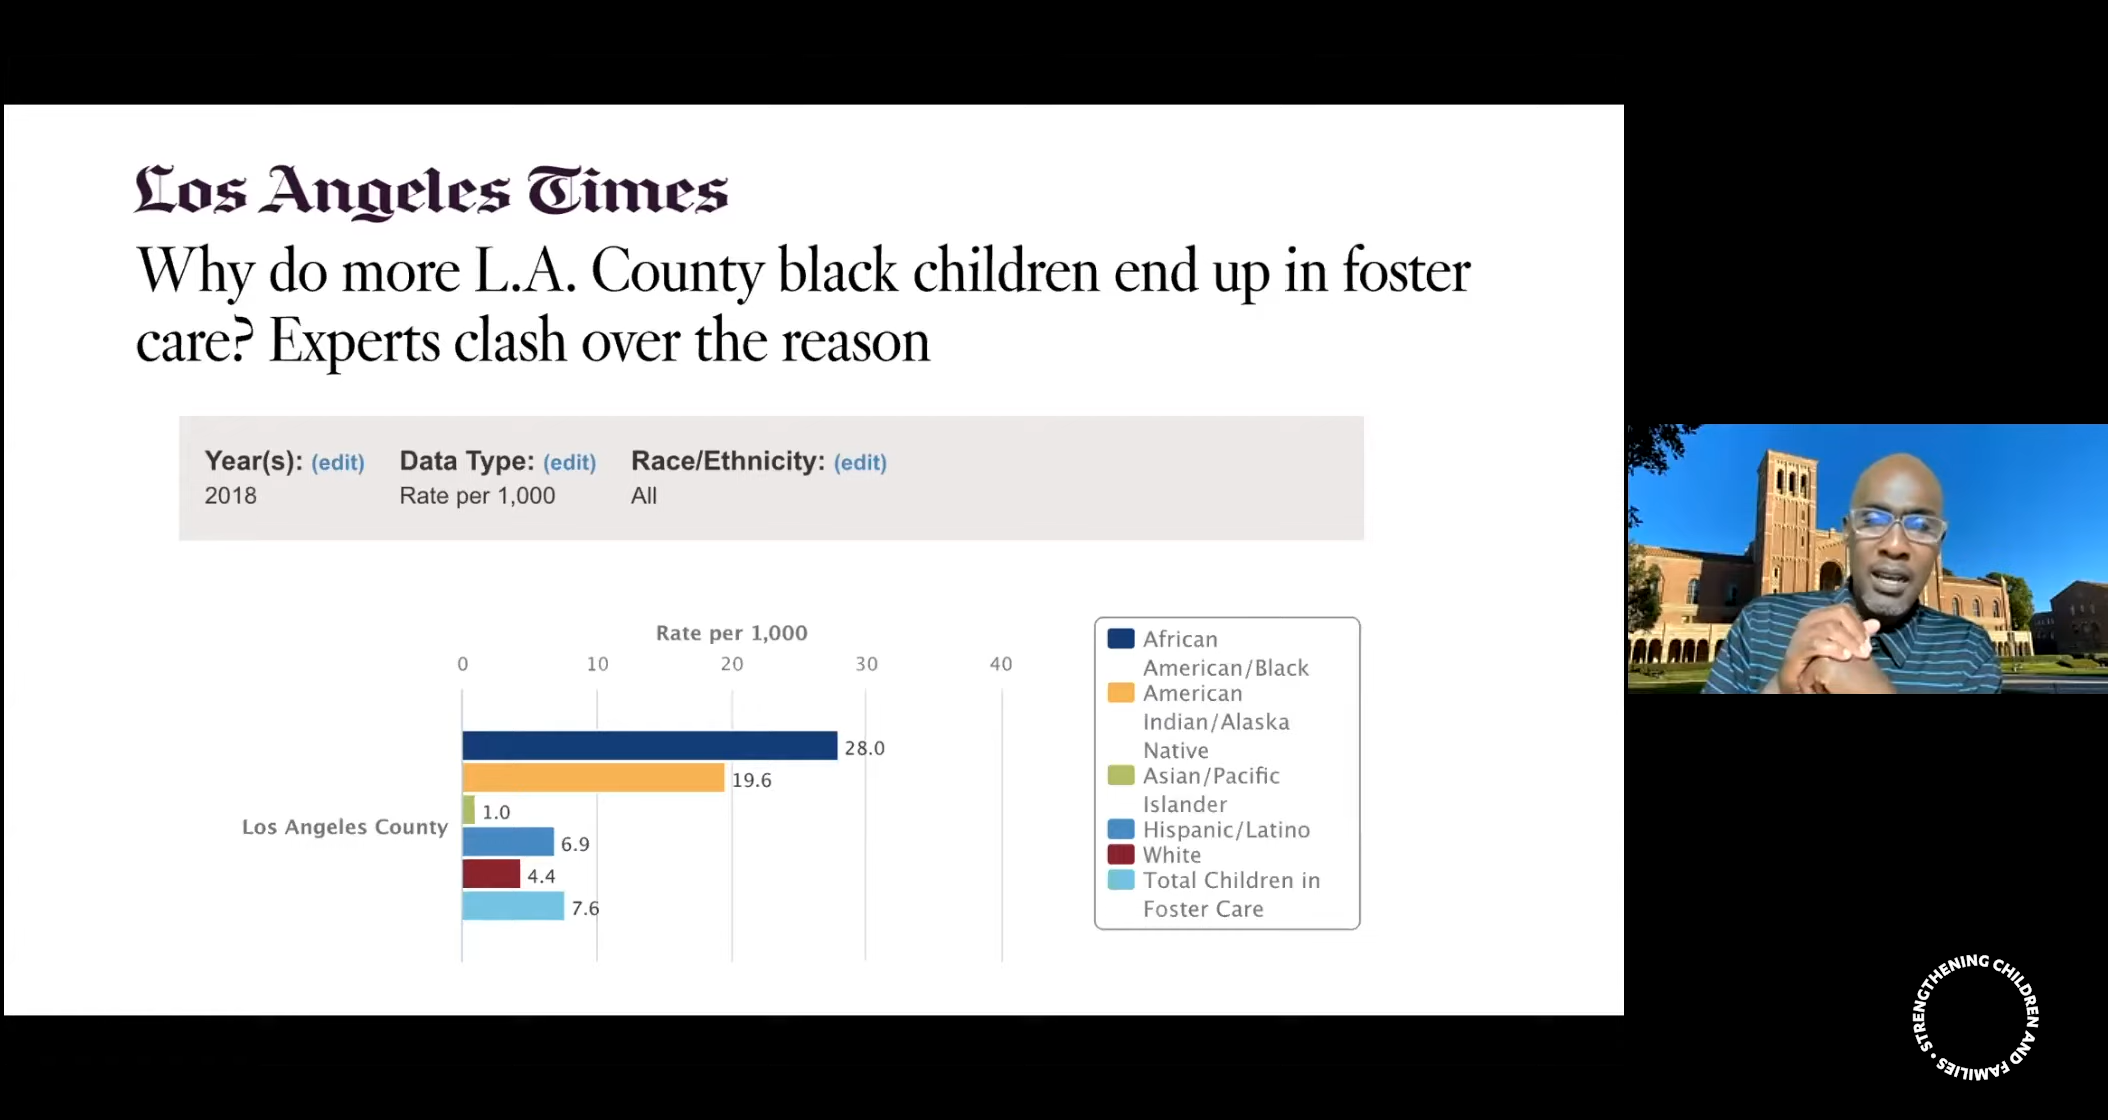 Los Angeles Times
Why do more L.A. County black children end up in foster
care? Experts clash over the reason
Year(s): (edit) Data Type: (edit) Race/Ethnicity: (edit)
2018 Rate per 1,000 All
Rate per 1,000
0 10 20 30 40
28.0
19.6
1.0
Los Angeles County
6.9
4.4
7.6
African
American/Black
American
Indian/Alaska
Native
Asian/Pacific
Islander
Hispanic/Latino
White
Total Children in
Foster Care
STRENGTHENING CHILDREN AND FAMILIES •